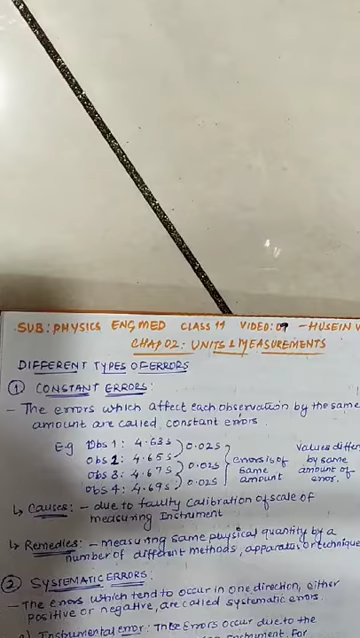 SUB: PHYSICS ENG MED CLASS 11 VIDEO: 07 - HUSEIN
CHAP 02: UNITS & MEASUREMENTS
DIFFERENT TYPES OF ERRORS
① CONSTANT ERRORS:
- The errors which affect each observation by the same
amount are called constant errors.
E.g Obs 1: 4.63s
Obs 2: 4.65s
Obs 3: 4.67s
Obs 4: 4.69s
0.02s
0.02s
0.02s
errors is of
same
amount
Values differ
by same
amount of
error.
↳ Causes: - due to faulty calibration of scale of
measuring Instrument
↳ Remedies: - measuring same physical quantity by a
number of different methods, apparatus or technique
② SYSTEMATIC ERRORS:
- The errors which tend to occur in one direction, either
positive or negative, are called systematic errors.
a) Instrumental error: These Errors occur due to the
Instrument. For